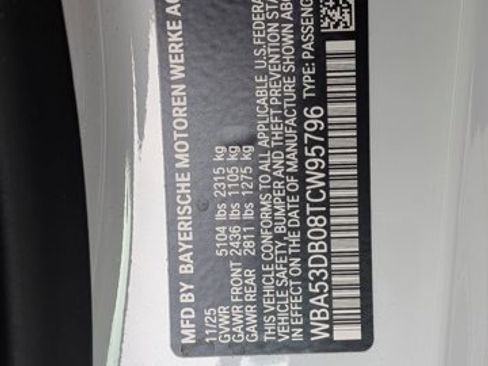 MFD BY BAYERISCHE MOTOREN WERKE AG
11/25
GVWR 5104 lbs 2315 kg
GAWR FRONT 2436 lbs 1105 kg
GAWR REAR 2811 lbs 1275 kg
THIS VEHICLE CONFORMS TO ALL APPLICABLE U.S.FEDERA
VEHICLE SAFETY, BUMPER AND THEFT PREVENTION STA
IN EFFECT ON THE DATE OF MANUFACTURE SHOWN ABO
WBA53DB08TCW95796 TYPE: PASSENG